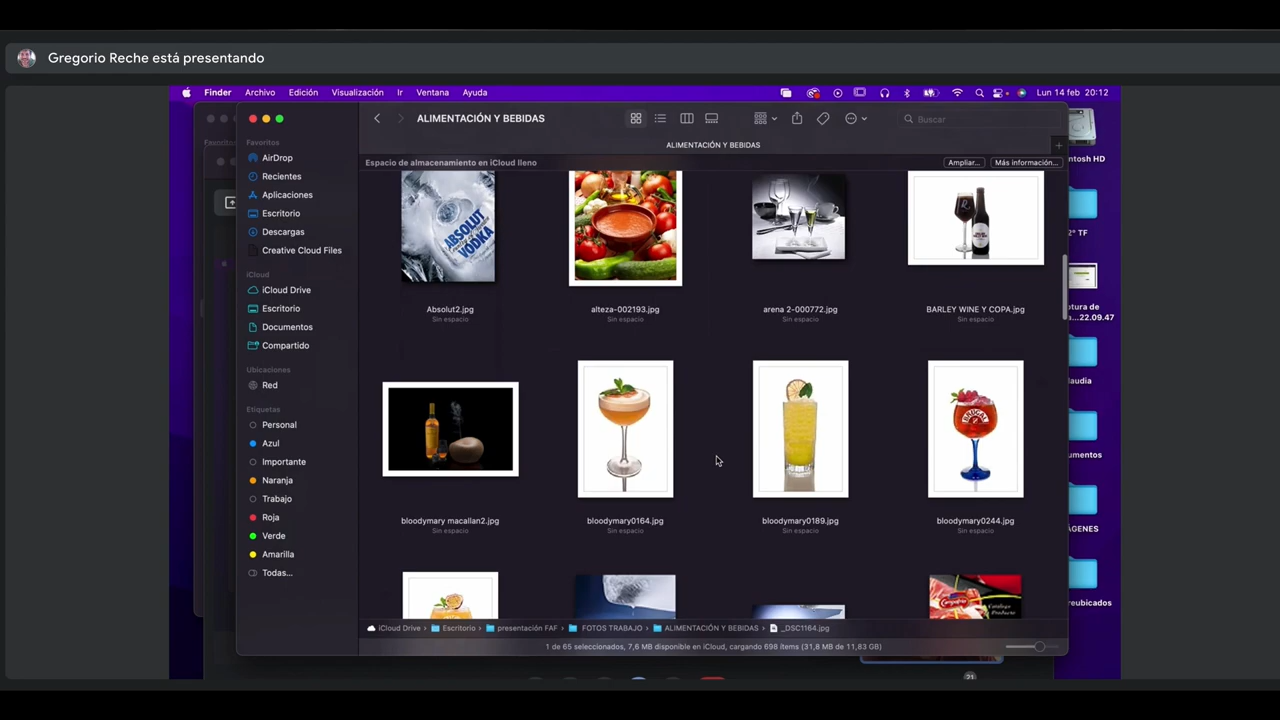 Gregorio Reche está presentando
Finder Archivo Edición Visualización Ir Ventana Ayuda
Lun 14 feb 20:12
ALIMENTACIÓN Y BEBIDAS
Buscar
ALIMENTACIÓN Y BEBIDAS
Espacio de almacenamiento en iCloud lleno
Ampliar...
Más información...
Favoritos
AirDrop
Recientes
Aplicaciones
Escritorio
Descargas
Creative Cloud Files
iCloud
iCloud Drive
Escritorio
Documentos
Compartido
Ubicaciones
Red
Etiquetas
Personal
Azul
Importante
Naranja
Trabajo
Roja
Verde
Amarilla
Todas...
ABSOLUT
VODKA
Absolut2.jpg
Sin espacio
alteza-002193.jpg
Sin espacio
arena 2-000772.jpg
Sin espacio
BARLEY WINE Y COPA.jpg
Sin espacio
bloodymary macallan2.jpg
Sin espacio
bloodymary0164.jpg
Sin espacio
bloodymary0189.jpg
Sin espacio
bloodymary0244.jpg
Sin espacio
iCloud Drive › Escritorio › presentación FAF › FOTOS TRABAJO › ALIMENTACIÓN Y BEBIDAS › _DSC1164.jpg
1 de 65 seleccionados, 7,6 MB disponible en iCloud, cargando 698 ítems (31,8 MB de 11,83 GB)
ntosh HD
2º TF
ptura de
...22.09.47
laudia
umentos
ÁGENES
reubicados
21